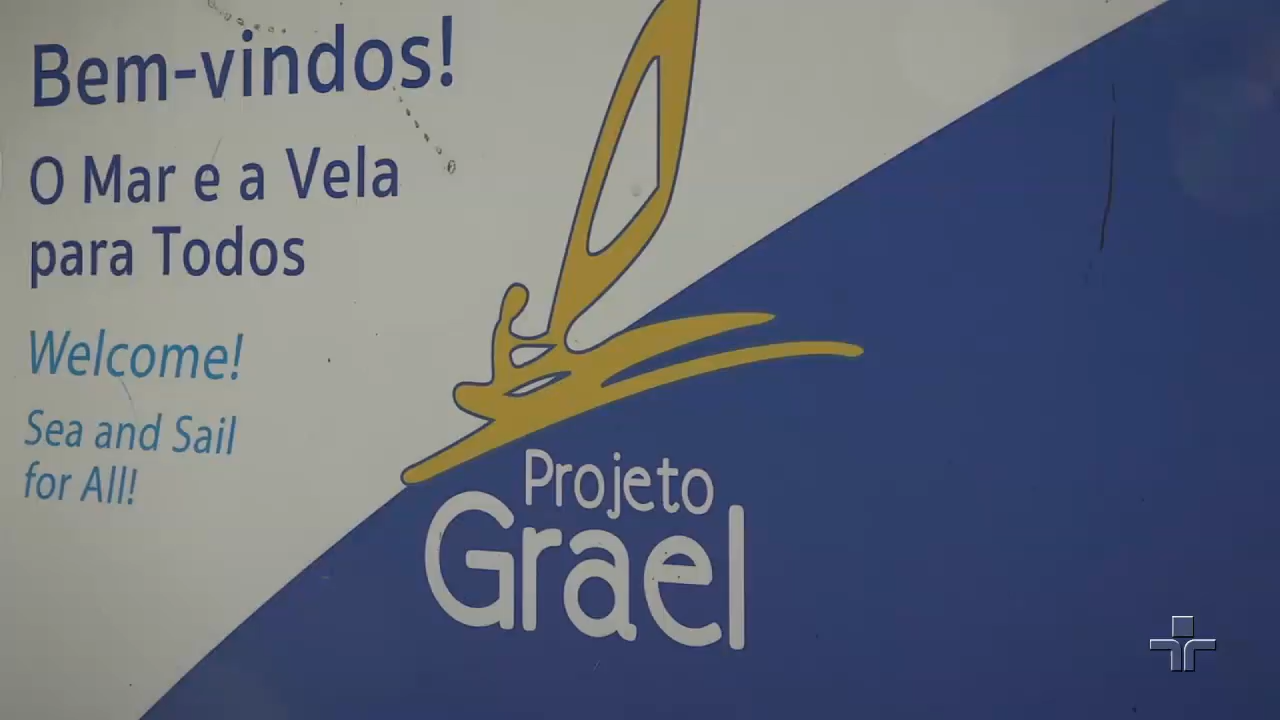 Bem-vindos!
O Mar e a Vela
para Todos
Welcome!
Sea and Sail
for All!
Projeto
Grael